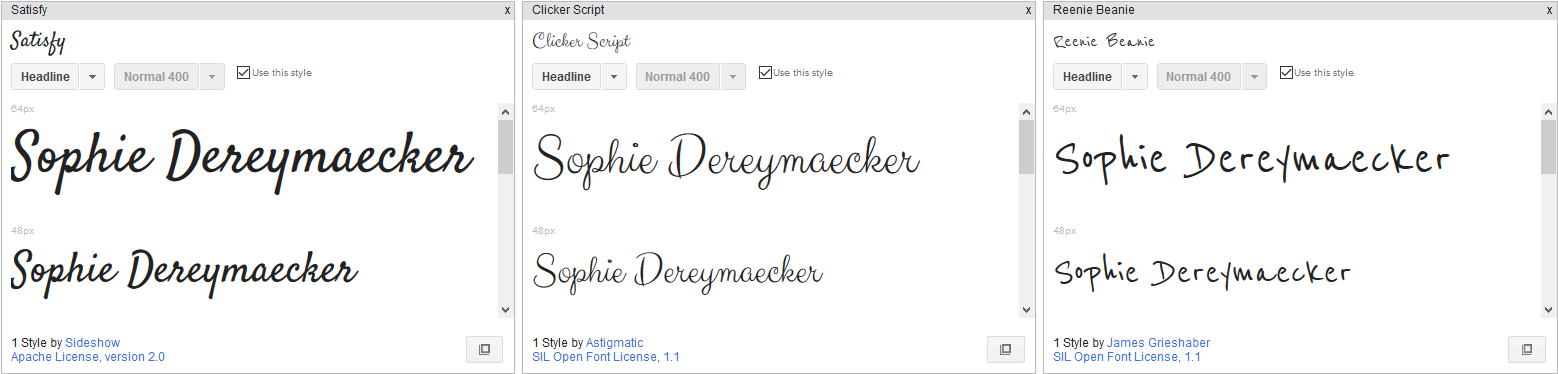 Satisfy x
Satisfy
Headline Normal 400 Use this style
64px
Sophie Dereymaecker
48px
Sophie Dereymaecker
1 Style by Sideshow
Apache License, version 2.0
Clicker Script x
Clicker Script
Headline Normal 400 Use this style
64px
Sophie Dereymaecker
48px
Sophie Dereymaecker
1 Style by Astigmatic
SIL Open Font License, 1.1
Reenie Beanie x
Reenie Beanie
Headline Normal 400 Use this style
64px
Sophie Dereymaecker
48px
Sophie Dereymaecker
1 Style by James Grieshaber
SIL Open Font License, 1.1